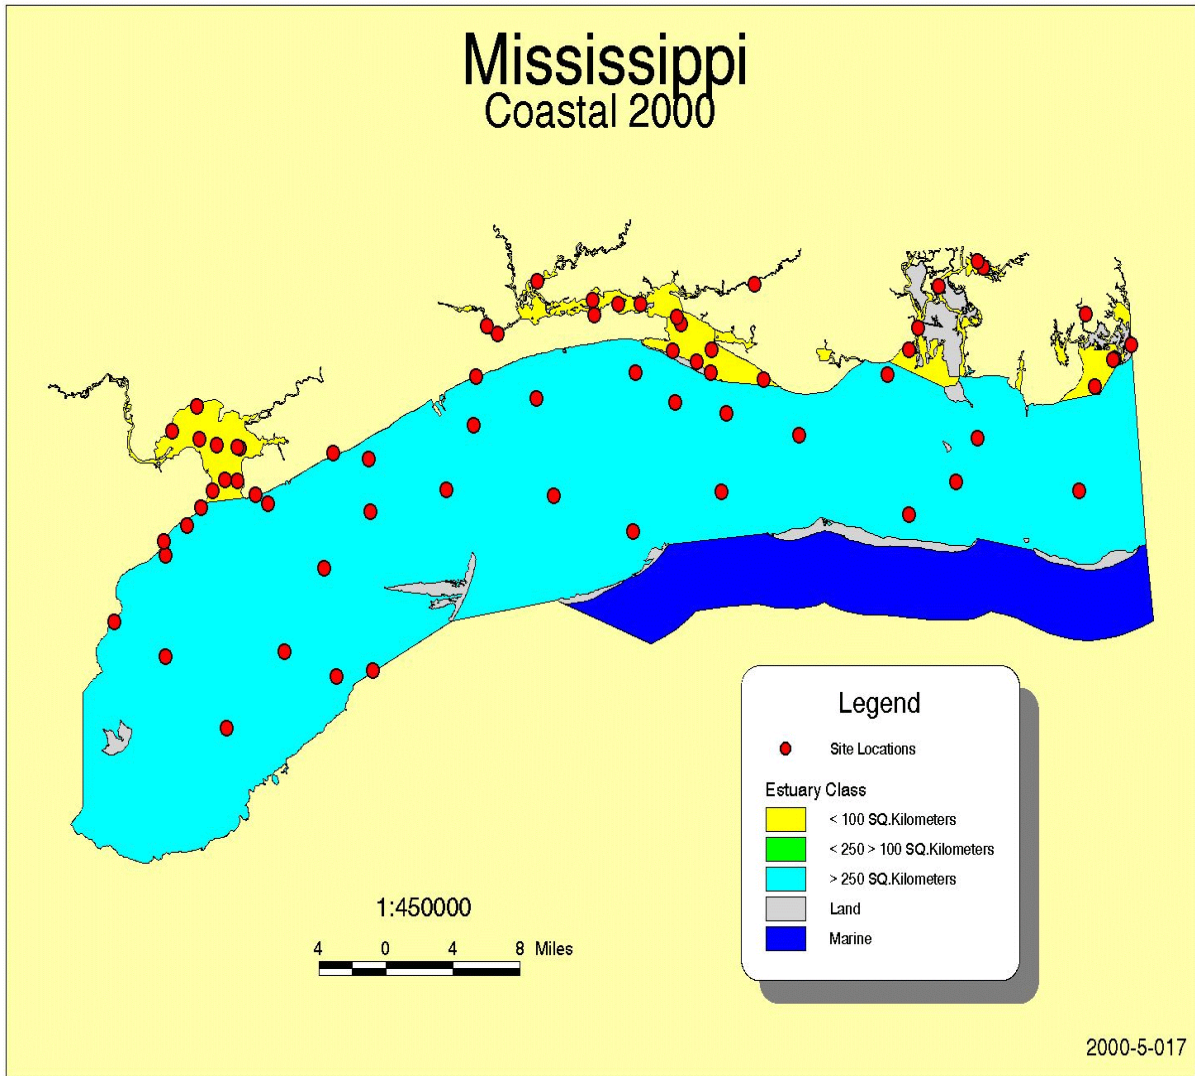 Mississippi
Coastal 2000
Legend
Site Locations
Estuary Class
< 100 SQ.Kilometers
< 250 > 100 SQ.Kilometers
> 250 SQ.Kilometers
Land
Marine
1:450000
4 0 4 8 Miles
2000-5-017